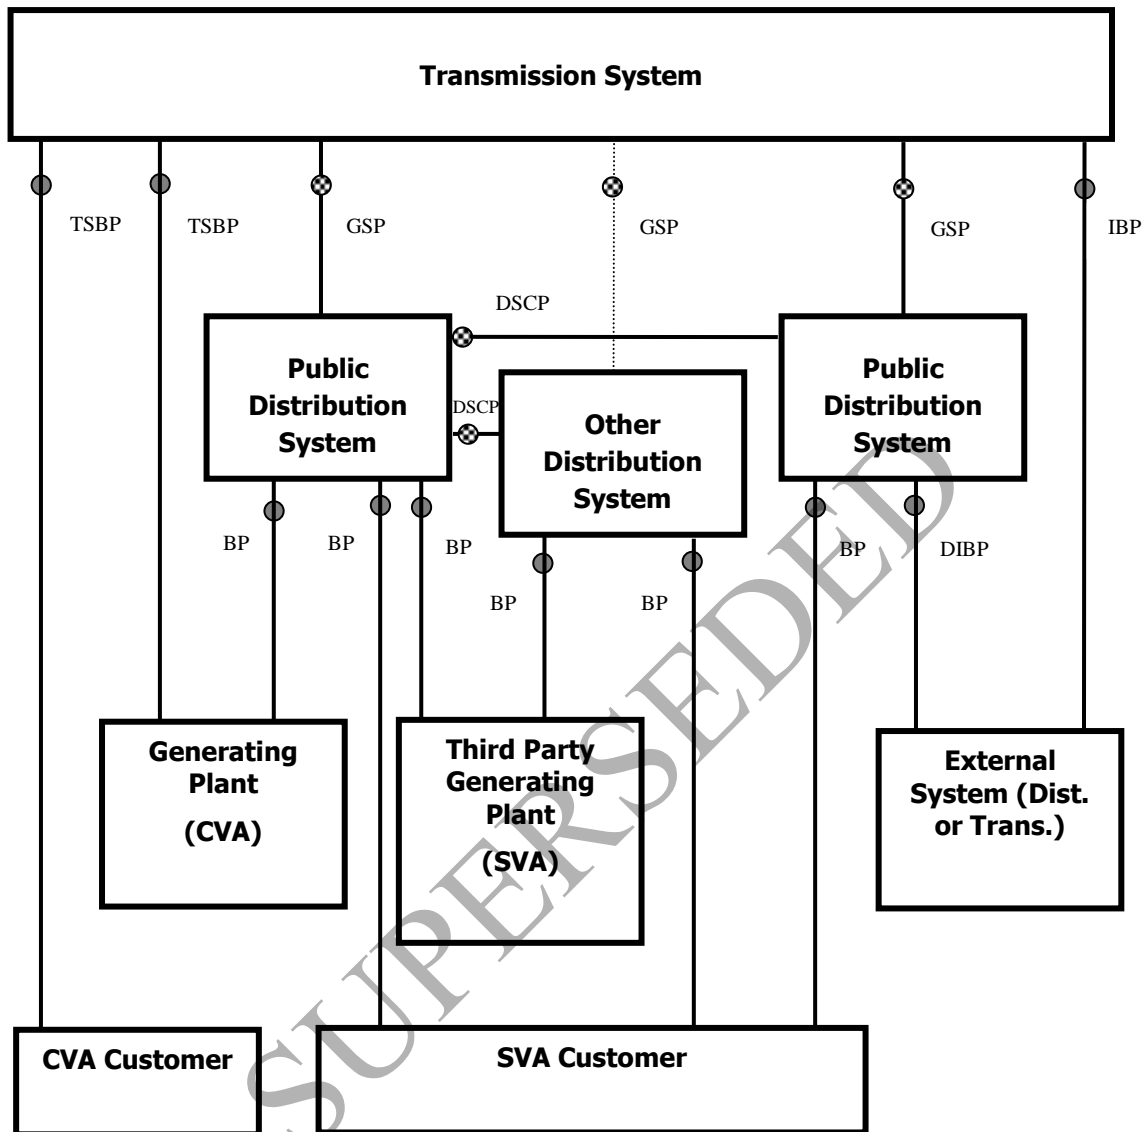 Transmission System
TSBP
TSBP
GSP
GSP
GSP
IBP
DSCP
Public
Distribution
System
DSCP
Other
Distribution
System
Public
Distribution
System
BP
BP
BP
BP
BP
BP
DIBP
Generating
Plant
(CVA)
Third Party
Generating
Plant
(SVA)
External
System (Dist.
or Trans.)
CVA Customer
SVA Customer
SUPERSEDED